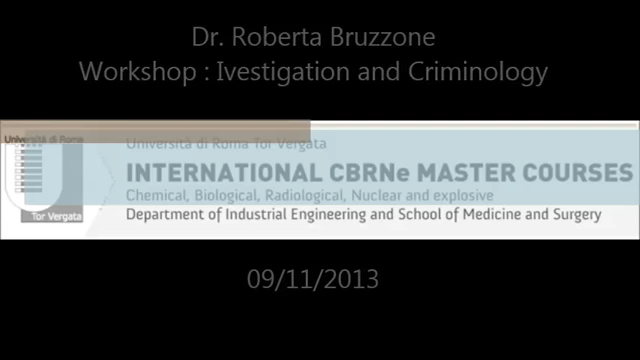 Dr. Roberta Bruzzone
Workshop : Ivestigation and Criminology
Università di Roma
Tor Vergata
Università di Roma Tor Vergata
INTERNATIONAL CBRNe MASTER COURSES
Chemical, Biological, Radiological, Nuclear and explosive
Department of Industrial Engineering and School of Medicine and Surgery
09/11/2013